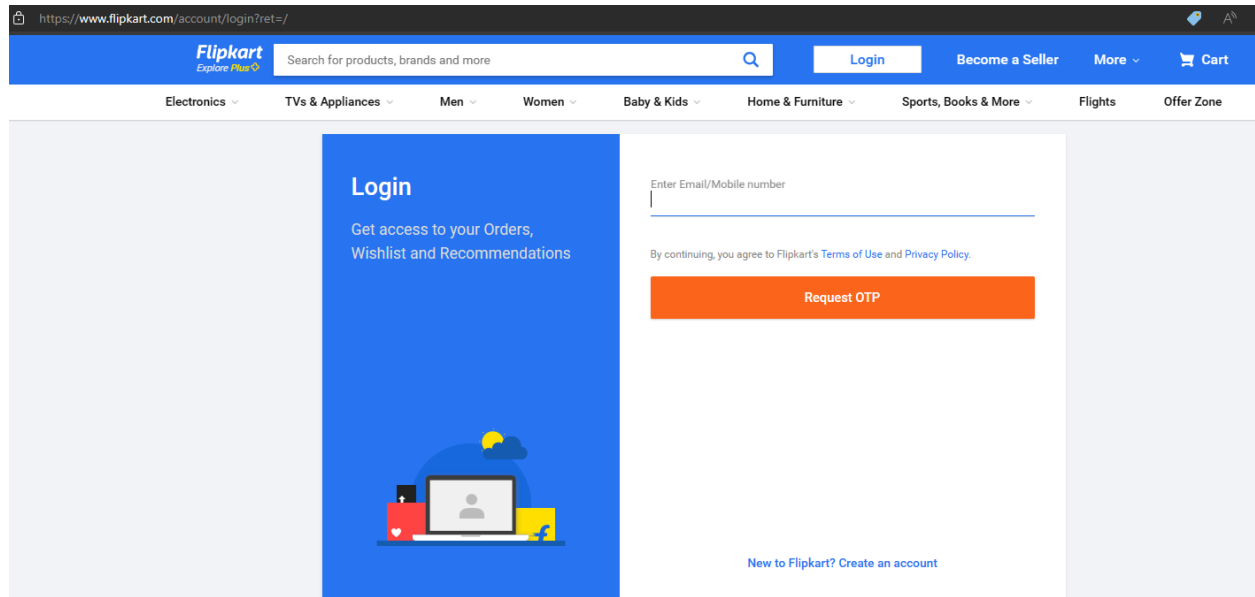 https://www.flipkart.com/account/login?ret=/
Flipkart
Explore Plus
Search for products, brands and more
Login
Become a Seller
More
Cart
Electronics
TVs & Appliances
Men
Women
Baby & Kids
Home & Furniture
Sports, Books & More
Flights
Offer Zone
Login
Get access to your Orders,
Wishlist and Recommendations
Enter Email/Mobile number
By continuing, you agree to Flipkart's Terms of Use and Privacy Policy.
Request OTP
New to Flipkart? Create an account